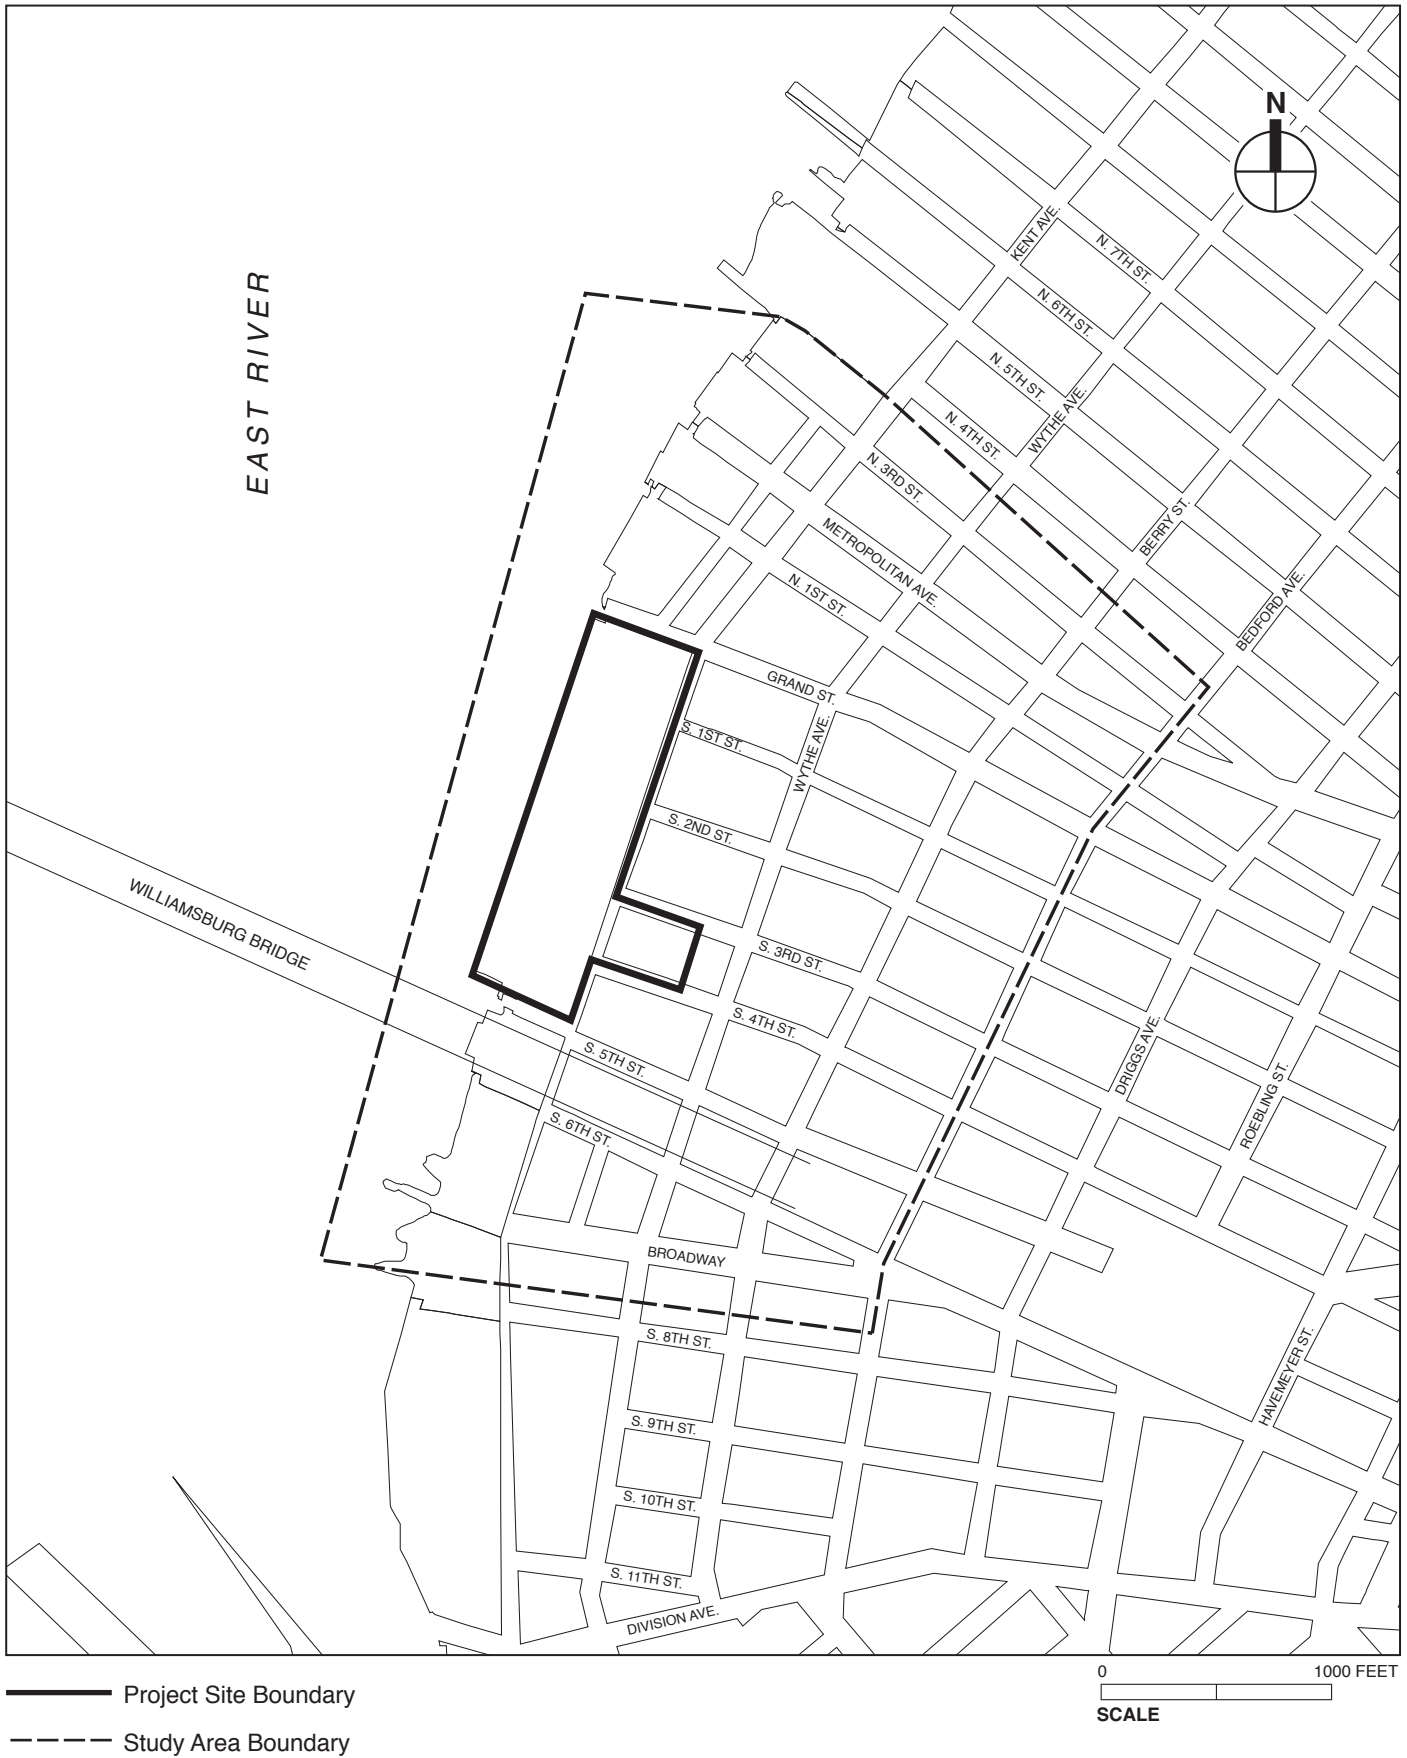 N
KENT AVE.
N. 7TH ST.
N. 6TH ST.
EAST RIVER
N. 5TH ST.
WYTHE AVE.
N. 4TH ST.
N. 3RD ST.
BERRY ST.
METROPOLITAN AVE.
N. 1ST ST.
BEDFORD AVE.
GRAND ST.
S. 1ST ST.
WYTHE AVE.
S. 2ND ST.
WILLIAMSBURG BRIDGE
S. 3RD ST.
S. 4TH ST.
S. 5TH ST.
DRIGGS AVE.
ROEBLING ST.
S. 6TH ST.
BROADWAY
S. 8TH ST.
HAVEMEYER ST.
S. 9TH ST.
S. 10TH ST.
S. 11TH ST.
DIVISION AVE.
0 1000 FEET
SCALE
Project Site Boundary
Study Area Boundary